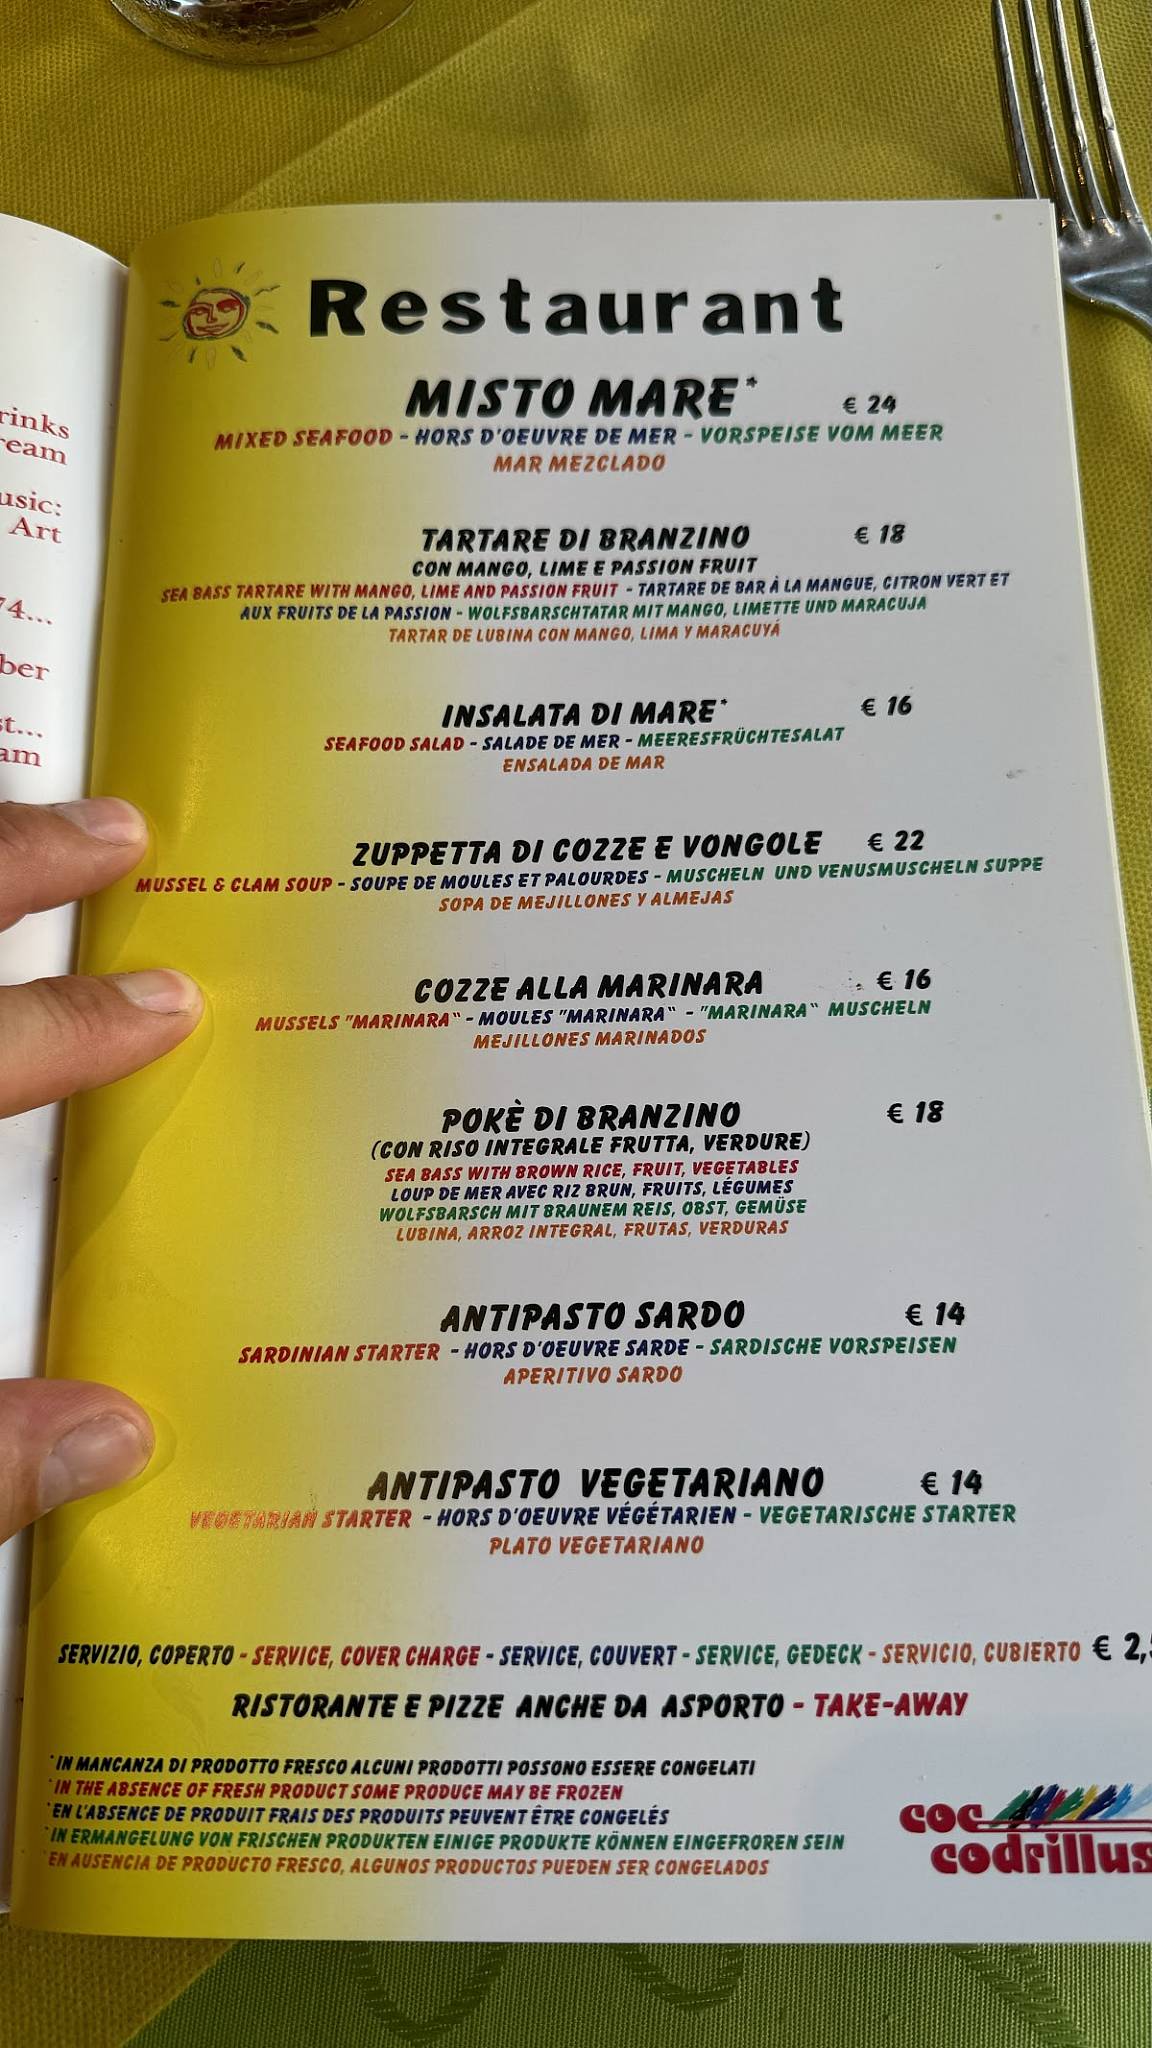 rinks
ream
usic:
Art
74...
ber
st...
am
Restaurant
MISTO MARE* € 24
MIXED SEAFOOD - HORS D'OEUVRE DE MER - VORSPEISE VOM MEER
MAR MEZCLADO
TARTARE DI BRANZINO € 18
CON MANGO, LIME E PASSION FRUIT
SEA BASS TARTARE WITH MANGO, LIME AND PASSION FRUIT - TARTARE DE BAR À LA MANGUE, CITRON VERT ET
AUX FRUITS DE LA PASSION - WOLFSBARSCHTATAR MIT MANGO, LIMETTE UND MARACUJA
TARTAR DE LUBINA CON MANGO, LIMA Y MARACUYÁ
INSALATA DI MARE* € 16
SEAFOOD SALAD - SALADE DE MER - MEERESFRÜCHTESALAT
ENSALADA DE MAR
ZUPPETTA DI COZZE E VONGOLE € 22
MUSSEL & CLAM SOUP - SOUPE DE MOULES ET PALOURDES - MUSCHELN UND VENUSMUSCHELN SUPPE
SOPA DE MEJILLONES Y ALMEJAS
COZZE ALLA MARINARA € 16
MUSSELS "MARINARA" - MOULES "MARINARA" - "MARINARA" MUSCHELN
MEJILLONES MARINADOS
POKÈ DI BRANZINO € 18
(CON RISO INTEGRALE FRUTTA, VERDURE)
SEA BASS WITH BROWN RICE, FRUIT, VEGETABLES
LOUP DE MER AVEC RIZ BRUN, FRUITS, LÉGUMES
WOLFSBARSCH MIT BRAUNEM REIS, OBST, GEMÜSE
LUBINA, ARROZ INTEGRAL, FRUTAS, VERDURAS
ANTIPASTO SARDO € 14
SARDINIAN STARTER - HORS D'OEUVRE SARDE - SARDISCHE VORSPEISEN
APERITIVO SARDO
ANTIPASTO VEGETARIANO € 14
VEGETARIAN STARTER - HORS D'OEUVRE VÉGÉTARIEN - VEGETARISCHE STARTER
PLATO VEGETARIANO
SERVIZIO, COPERTO - SERVICE, COVER CHARGE - SERVICE, COUVERT - SERVICE, GEDECK - SERVICIO, CUBIERTO € 2,
RISTORANTE E PIZZE ANCHE DA ASPORTO - TAKE-AWAY
*IN MANCANZA DI PRODOTTO FRESCO ALCUNI PRODOTTI POSSONO ESSERE CONGELATI
*IN THE ABSENCE OF FRESH PRODUCT SOME PRODUCE MAY BE FROZEN
*EN L'ABSENCE DE PRODUIT FRAIS DES PRODUITS PEUVENT ÊTRE CONGELÉS
*IN ERMANGELUNG VON FRISCHEN PRODUKTEN EINIGE PRODUKTE KÖNNEN EINGEFROREN SEIN
*EN AUSENCIA DE PRODUCTO FRESCO, ALGUNOS PRODUCTOS PUEDEN SER CONGELADOS
coc
codrillus